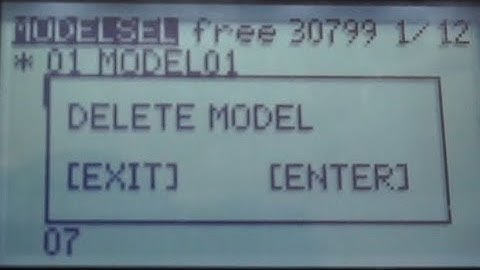 MODELSEL free 30799 1/12
* 01 MODEL01
DELETE MODEL
[EXIT] [ENTER]
07